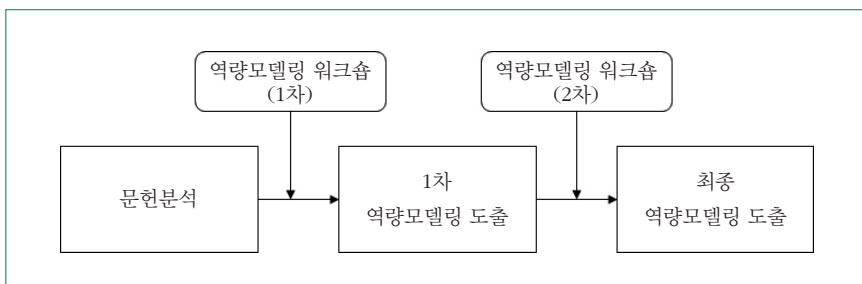 역량모델링 워크숍
(1차)
역량모델링 워크숍
(2차)
문헌분석
1차
역량모델링 도출
최종
역량모델링 도출